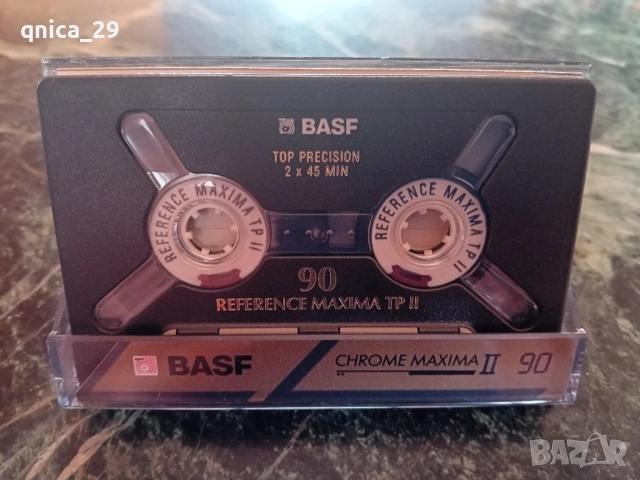 qnica_29
BASF
TOP PRECISION
2 x 45 MIN
REFERENCE MAXIMA TP II
REFERENCE MAXIMA TP II
90
REFERENCE MAXIMA TP II
BASF CHROME MAXIMA II 90
BAZAR